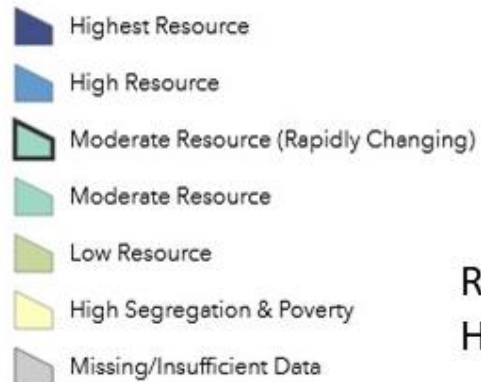 Highest Resource
High Resource
Moderate Resource (Rapidly Changing)
Moderate Resource
Low Resource
High Segregation & Poverty
Missing/Insufficient Data
R
H